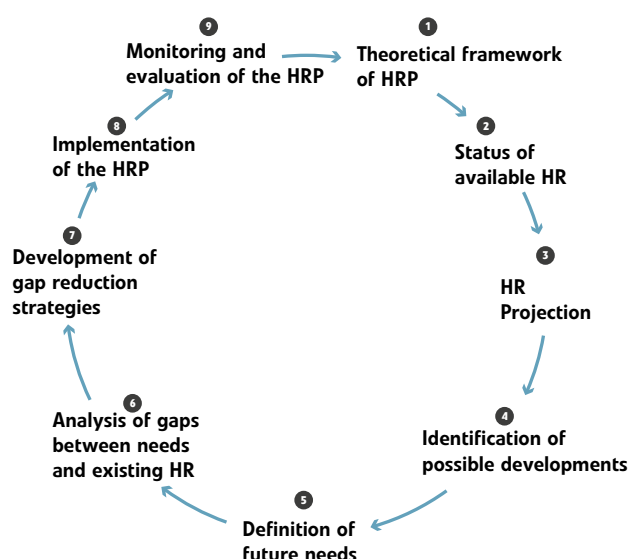 1
Theoretical framework
of HRP
2
Status of
available HR
3
HR
Projection
4
Identification of
possible developments
5
Definition of
future needs
6
Analysis of gaps
between needs
and existing HR
7
Development of
gap reduction
strategies
8
Implementation
of the HRP
9
Monitoring and
evaluation of the HRP